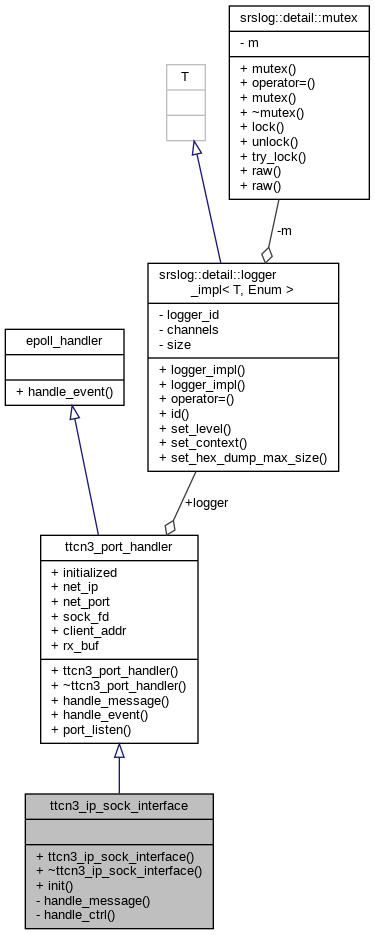 srslog::detail::mutex
- m
+ mutex()
+ operator=()
+ mutex()
+ ~mutex()
+ lock()
+ unlock()
+ try_lock()
+ raw()
+ raw()
T
-m
srslog::detail::logger
_impl< T, Enum >
- logger_id
- channels
- size
+ logger_impl()
+ logger_impl()
+ operator=()
+ id()
+ set_level()
+ set_context()
+ set_hex_dump_max_size()
epoll_handler
+ handle_event()
+logger
ttcn3_port_handler
+ initialized
+ net_ip
+ net_port
+ sock_fd
+ client_addr
+ rx_buf
+ ttcn3_port_handler()
+ ~ttcn3_port_handler()
+ handle_message()
+ handle_event()
+ port_listen()
ttcn3_ip_sock_interface
+ ttcn3_ip_sock_interface()
+ ~ttcn3_ip_sock_interface()
+ init()
- handle_message()
- handle_ctrl()